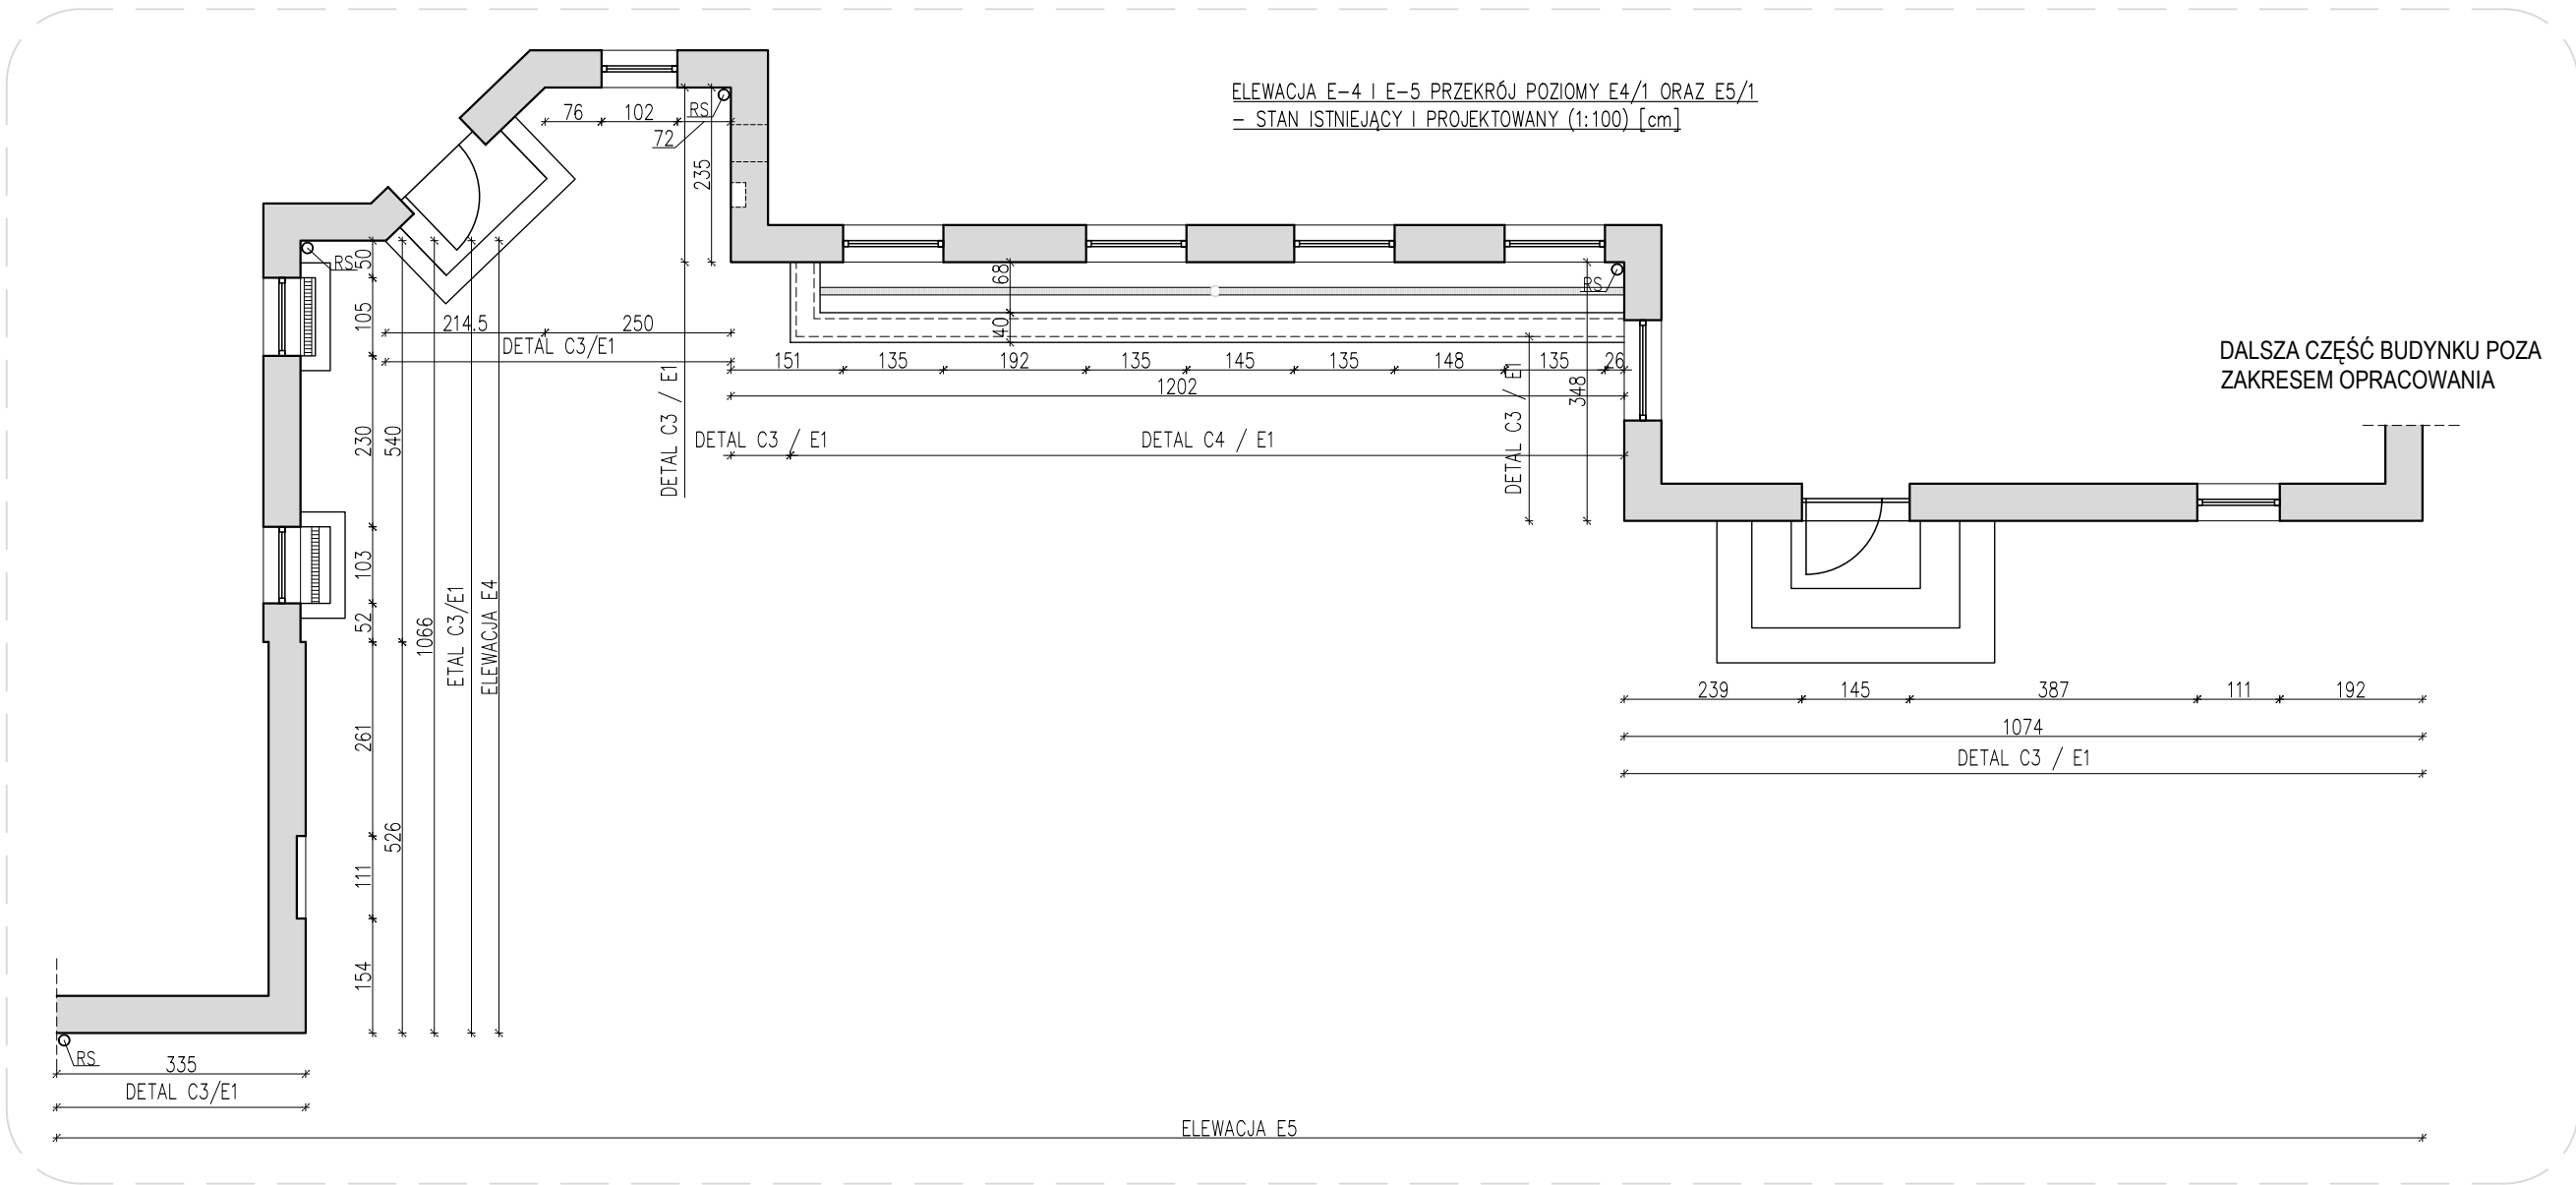 ELEWACJA E-4 I E-5 PRZEKRÓJ POZIOMY E4/1 ORAZ E5/1
- STAN ISTNIEJĄCY I PROJEKTOWANY (1:100) [cm]
76
102
RS
72
235
RS
50
105
230
103
52
261
111
154
540
526
1066
ETAL C3/E1
ELEWACJA E4
214.5
250
DETAL C3/E1
DETAL C3 / E1
68
40
RS
151
135
192
135
145
135
148
135
26
1202
348
DETAL C3 / E1
DETAL C4 / E1
DETAL C3 / E1
DALSZA CZĘŚĆ BUDYNKU POZA
ZAKRESEM OPRACOWANIA
239
145
387
111
192
1074
DETAL C3 / E1
RS
335
DETAL C3/E1
ELEWACJA E5